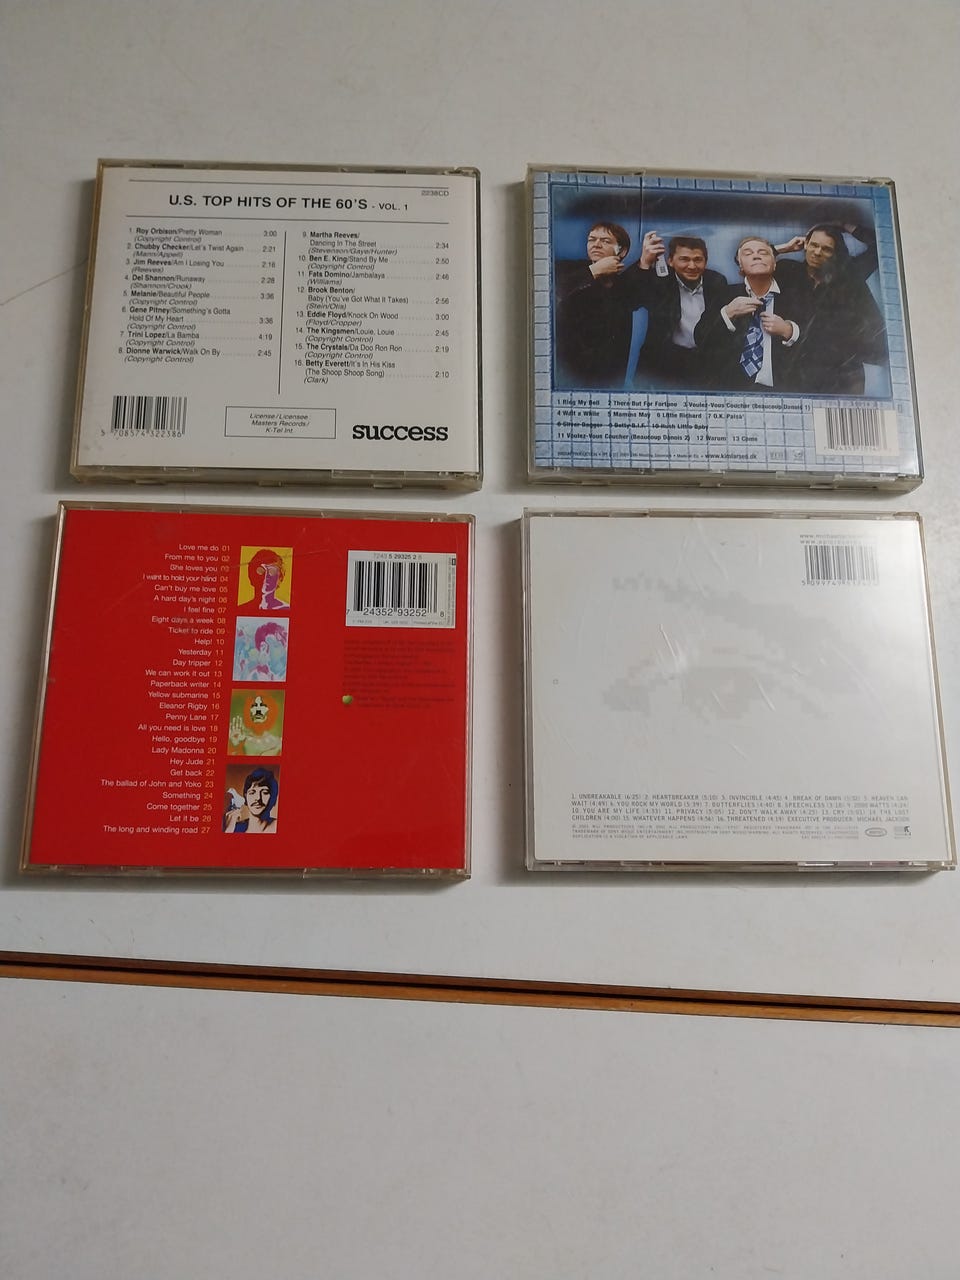 2238CD
U.S. TOP HITS OF THE 60'S - VOL. 1
1. Roy Orbison/Pretty Woman 3:00
(Copyright Control)
2. Chubby Checker/Let's Twist Again 2:21
(Mann/Appell)
3. Jim Reeves/Am I Losing You 2:16
(Reeves)
4. Del Shannon/Runaway 2:28
(Shannon/Crook)
5. Melanie/Beautiful People 3:36
(Copyright Control)
6. Gene Pitney/Something's Gotta
Hold Of My Heart 3:36
(Copyright Control)
7. Trini Lopez/La Bamba 4:19
(Copyright Control)
8. Dionne Warwick/Walk On By 2:45
(Copyright Control)
9. Martha Reeves/
Dancing In The Street 2:34
(Stevenson/Gaye/Hunter)
10. Ben E. King/Stand By Me 2:50
(Copyright Control)
11. Fats Domino/Jambalaya 2:46
(Williams)
12. Brook Benton/
Baby (You've Got What It Takes) 2:56
(Stein/Otis)
13. Eddie Floyd/Knock On Wood 3:00
(Floyd/Cropper)
14. The Kingsmen/Louie, Louie 2:45
(Copyright Control)
15. The Crystals/Da Doo Ron Ron 2:19
(Copyright Control)
16. Betty Everett/It's In His Kiss
(The Shoop Shoop Song) 2:10
(Clark)
5 708574 322386
License/Licensee
Masters Records/
K-Tel Int.
success
1 Ring My Bell 2 There But For Fortune 3 Voulez-Vous Coucher (Beaucoup Danois 1)
4 Wait a While 5 Mamma May 6 Little Richard 7 O.K. Palsá
8 Silver Dagger 9 Betty B.I.F. 10 Hush Little Baby
11 Voulez-Vous Coucher (Beaucoup Danois 2) 12 Warum 13 Como
www.kimlarsen.dk
Love me do 01
From me to you 02
She loves you 03
I want to hold your hand 04
Can't buy me love 05
A hard day's night 06
I feel fine 07
Eight days a week 08
Ticket to ride 09
Help! 10
Yesterday 11
Day tripper 12
We can work it out 13
Paperback writer 14
Yellow submarine 15
Eleanor Rigby 16
Penny Lane 17
All you need is love 18
Hello, goodbye 19
Lady Madonna 20
Hey Jude 21
Get back 22
The ballad of John and Yoko 23
Something 24
Come together 25
Let it be 26
The long and winding road 27
7243 5 29325 2 8
7 24352 93252 8
1. UNBREAKABLE (6:25) 2. HEARTBREAKER (5:10) 3. INVINCIBLE (4:45) 4. BREAK OF DAWN (5:32) 5. HEAVEN CAN
WAIT (4:49) 6. YOU ROCK MY WORLD (5:39) 7. BUTTERFLIES (4:40) 8. SPEECHLESS (3:18) 9. 2000 WATTS (4:24)
10. YOU ARE MY LIFE (4:33) 11. PRIVACY (5:05) 12. DON'T WALK AWAY (4:25) 13. CRY (5:01) 14. THE LOST
CHILDREN (4:00) 15. WHATEVER HAPPENS (4:56) 16. THREATENED (4:19) EXECUTIVE PRODUCER: MICHAEL JACKSON